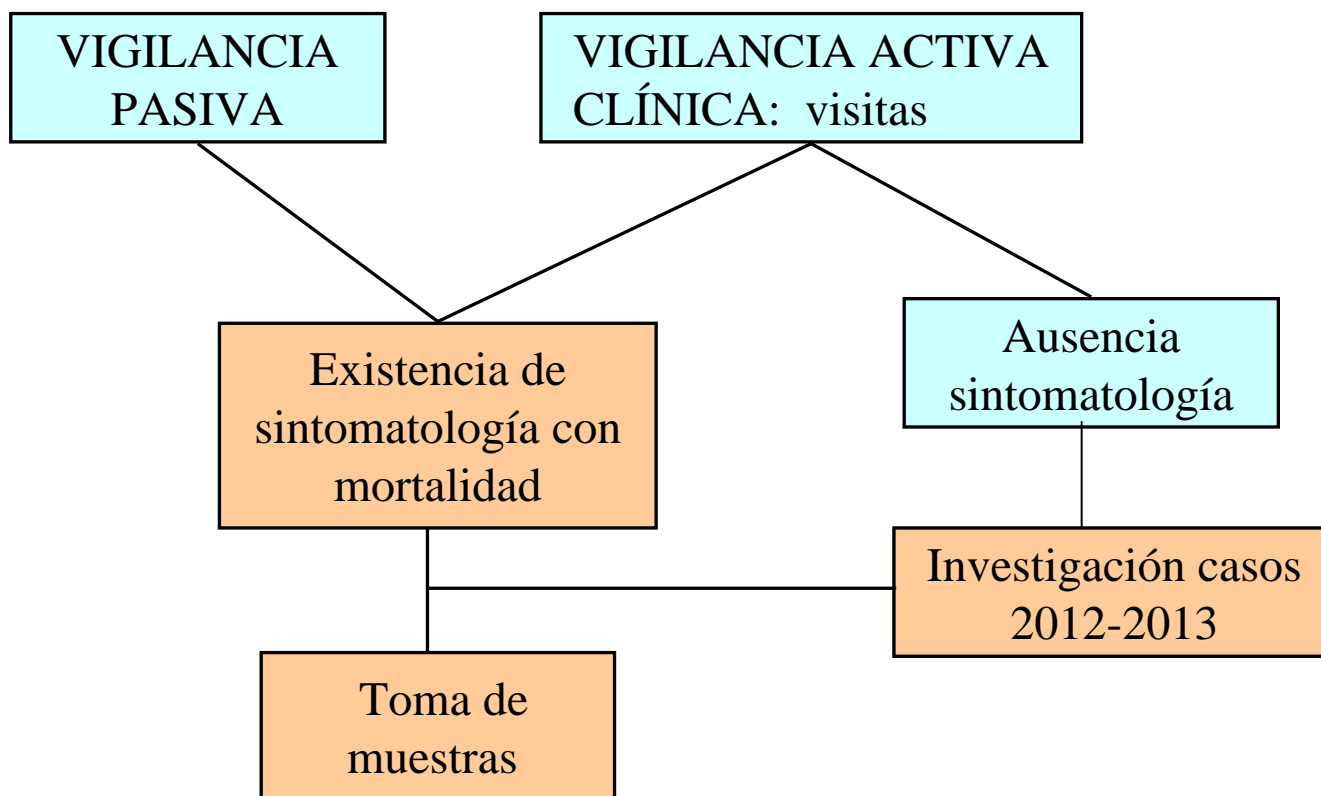 VIGILANCIA
PASIVA
VIGILANCIA ACTIVA
CLÍNICA: visitas
Existencia de
sintomatología con
mortalidad
Ausencia
sintomatología
Investigación casos
2012-2013
Toma de
muestras